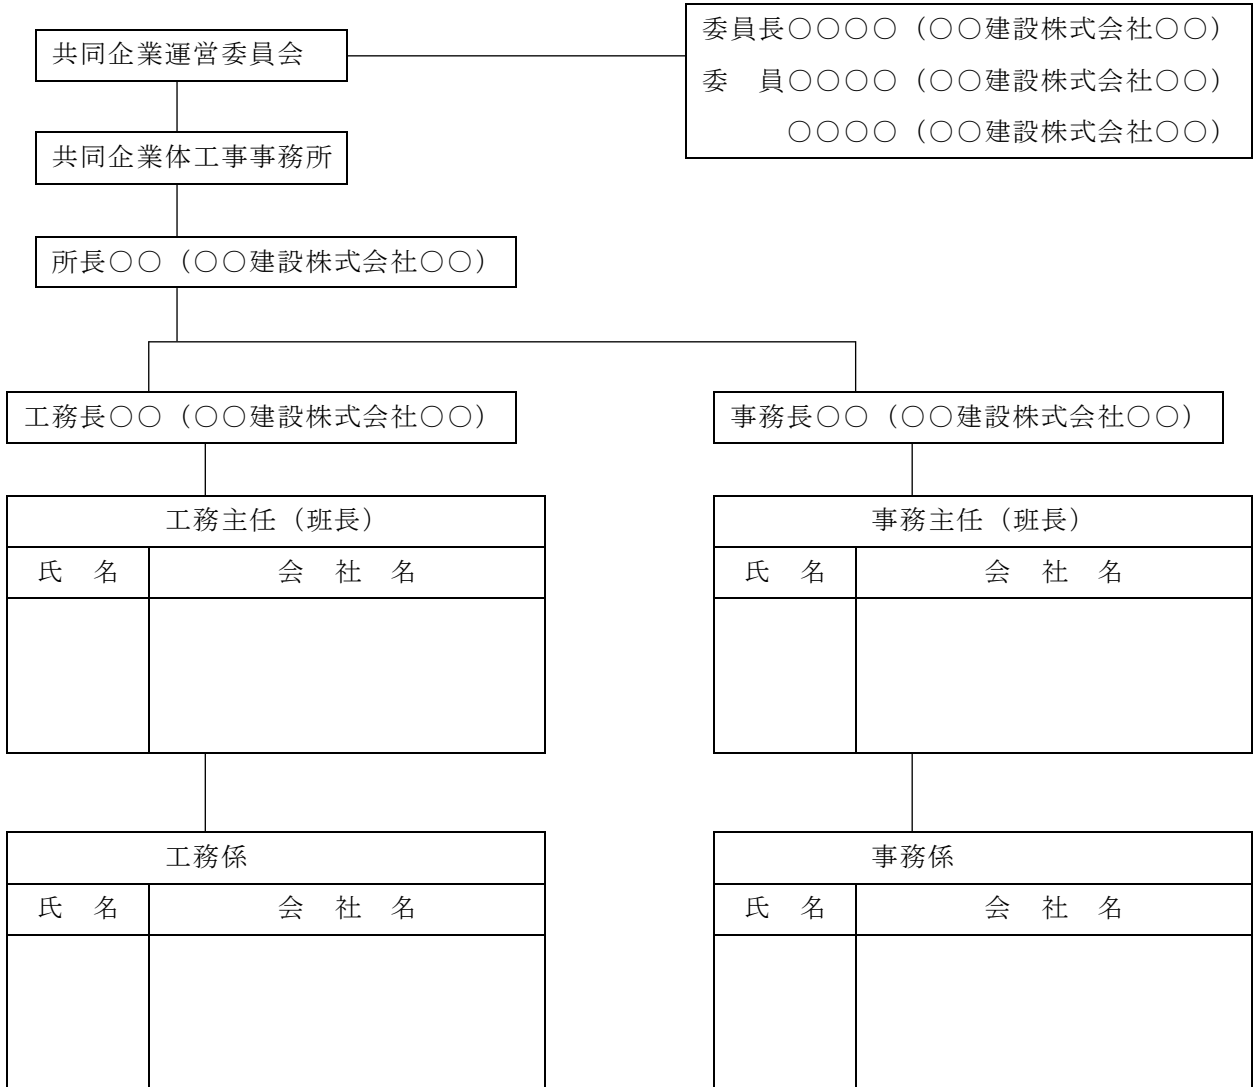 共同企業運営委員会
委員長○○○○（○○建設株式会社○○）
委　員○○○○（○○建設株式会社○○）
○○○○（○○建設株式会社○○）
共同企業体工事事務所
所長○○（○○建設株式会社○○）
工務長○○（○○建設株式会社○○）
事務長○○（○○建設株式会社○○）
工務主任（班長）
氏　名　会　社　名
事務主任（班長）
氏　名　会　社　名
工務係
氏　名　会　社　名
事務係
氏　名　会　社　名